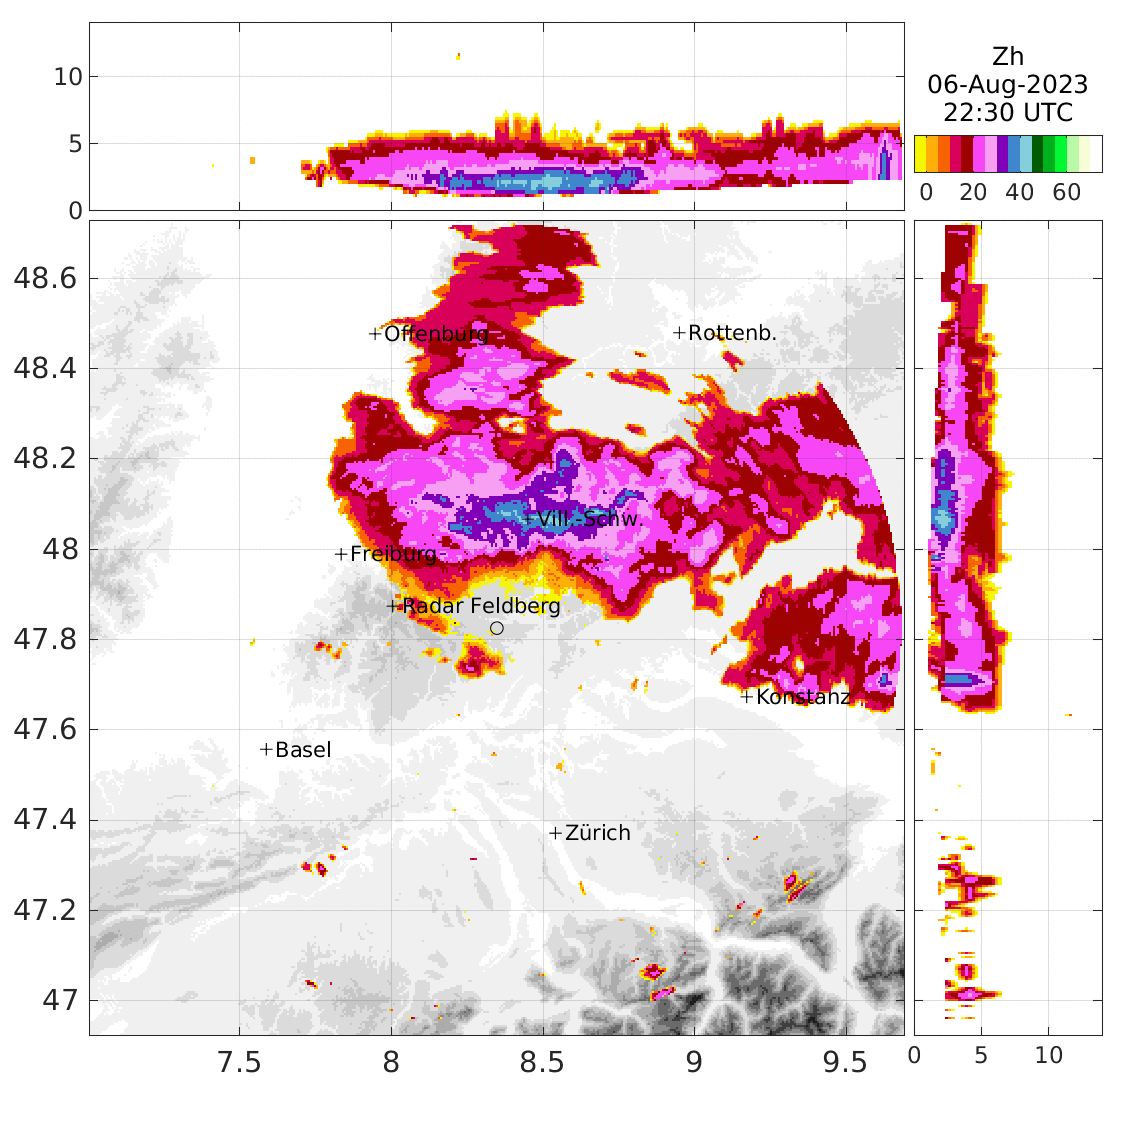 Zh
06-Aug-2023
22:30 UTC
0 20 40 60
10
5
0
48.6
48.4
48.2
48
47.8
47.6
47.4
47.2
47
+Offenburg
+Rottenb.
+Vill.-Schw.
+Freiburg
+Radar Feldberg
+Konstanz
+Basel
+Zürich
7.5 8 8.5 9 9.5
0 5 10